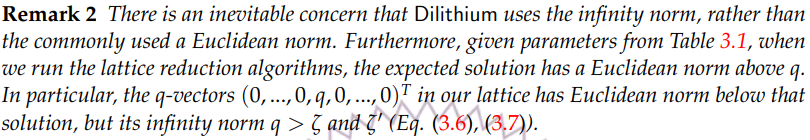 Remark 2 There is an inevitable concern that Dilithium uses the infinity norm, rather than
the commonly used a Euclidean norm. Furthermore, given parameters from Table 3.1, when
we run the lattice reduction algorithms, the expected solution has a Euclidean norm above q.
In particular, the q-vectors (0, ..., 0, q, 0, ..., 0)ᵀ in our lattice has Euclidean norm below that
solution, but its infinity norm q > ζ and ζ′ (Eq. (3.6), (3.7)).